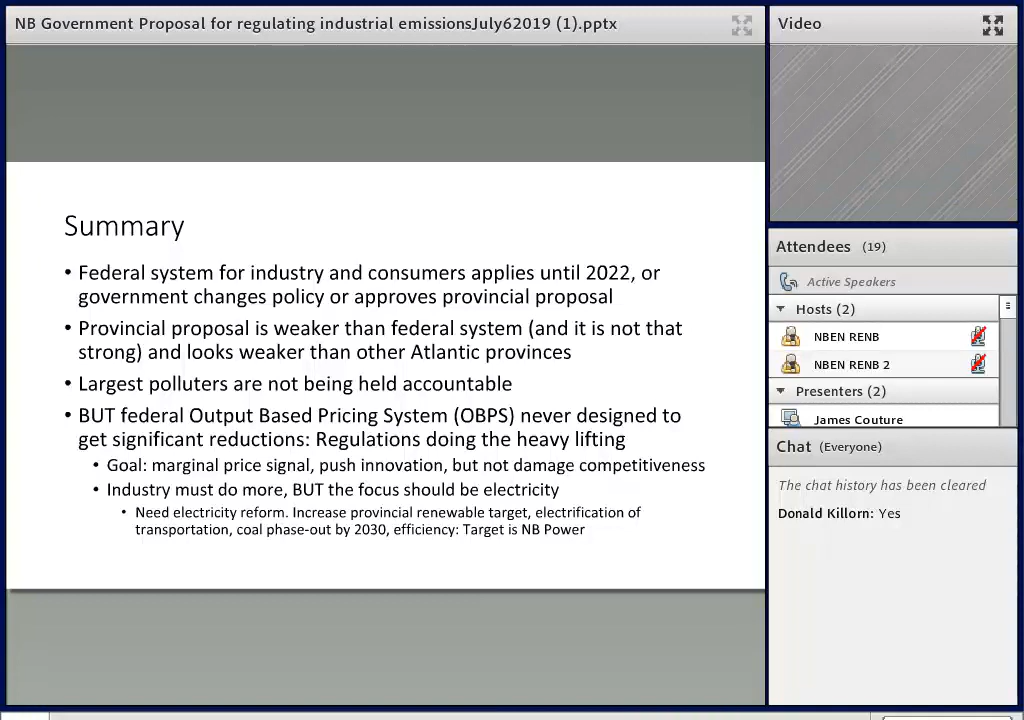 NB Government Proposal for regulating industrial emissionsJuly62019 (1).pptx
Summary
• Federal system for industry and consumers applies until 2022, or
government changes policy or approves provincial proposal
• Provincial proposal is weaker than federal system (and it is not that
strong) and looks weaker than other Atlantic provinces
• Largest polluters are not being held accountable
• BUT federal Output Based Pricing System (OBPS) never designed to
get significant reductions: Regulations doing the heavy lifting
• Goal: marginal price signal, push innovation, but not damage competitiveness
• Industry must do more, BUT the focus should be electricity
• Need electricity reform. Increase provincial renewable target, electrification of
transportation, coal phase-out by 2030, efficiency: Target is NB Power
Video
Attendees (19)
Active Speakers
Hosts (2)
NBEN RENB
NBEN RENB 2
Presenters (2)
James Couture
Chat (Everyone)
The chat history has been cleared
Donald Killorn: Yes